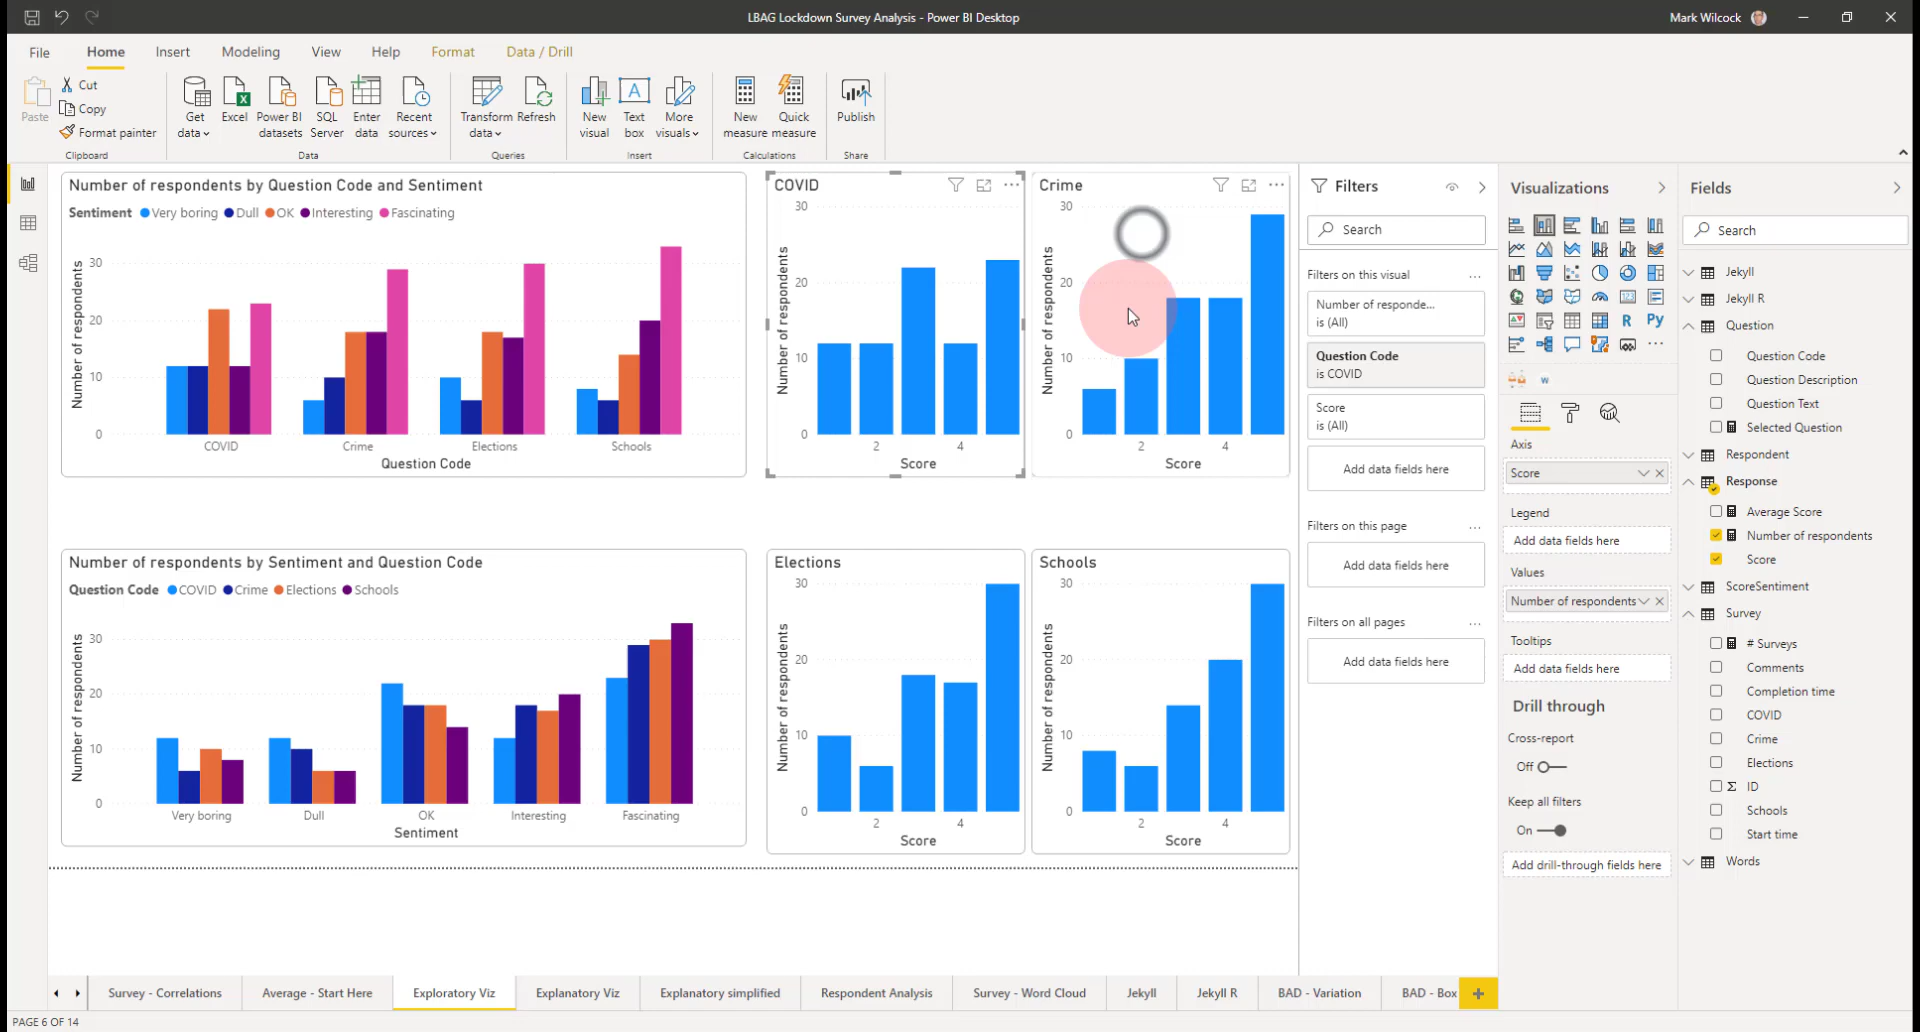 LBAG Lockdown Survey Analysis - Power BI Desktop
Mark Wilcock
File Home Insert Modeling View Help Format Data / Drill
Paste
Cut
Copy
Format painter
Clipboard
Get data
Excel
Power BI datasets
SQL Server
Enter data
Recent sources
Data
Transform data
Refresh
Queries
New visual
Text box
More visuals
Insert
New measure
Quick measure
Calculations
Publish
Share
Number of respondents by Question Code and Sentiment
Sentiment Very boring Dull OK Interesting Fascinating
Number of respondents
30
20
10
0
COVID Crime Elections Schools
Question Code
COVID
Number of respondents
30
20
10
0
2 4
Score
Crime
Number of respondents
30
20
10
0
2 4
Score
Number of respondents by Sentiment and Question Code
Question Code COVID Crime Elections Schools
Number of respondents
30
20
10
0
Very boring Dull OK Interesting Fascinating
Sentiment
Elections
Number of respondents
30
20
10
0
2 4
Score
Schools
Number of respondents
30
20
10
0
2 4
Score
Filters
Search
Filters on this visual
Number of responde...
is (All)
Question Code
is COVID
Score
is (All)
Add data fields here
Filters on this page
Add data fields here
Filters on all pages
Add data fields here
Visualizations
R Py
Axis
Score
Legend
Add data fields here
Values
Number of respondents
Tooltips
Add data fields here
Drill through
Cross-report
Off
Keep all filters
On
Add drill-through fields here
Fields
Search
Jekyll
Jekyll R
Question
Question Code
Question Description
Question Text
Selected Question
Respondent
Response
Average Score
Number of respondents
Score
ScoreSentiment
Survey
# Surveys
Comments
Completion time
COVID
Crime
Elections
ID
Schools
Start time
Words
Survey - Correlations Average - Start Here Exploratory Viz Explanatory Viz Explanatory simplified Respondent Analysis Survey - Word Cloud Jekyll Jekyll R BAD - Variation BAD - Box
PAGE 6 OF 14